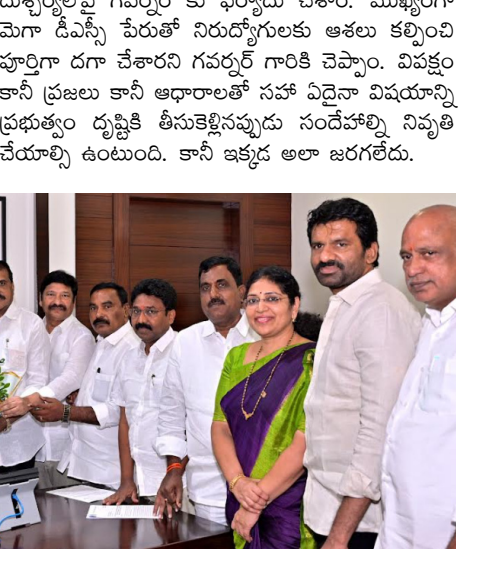 దుశ్చర్యలపై గవర్నర్ కు ఫిర్యాదు చేశారు. ముఖ్యంగా
మెగా డీఎస్సీ పేరుతో నిరుద్యోగులకు ఆశలు కల్పించి
పూర్తిగా దగా చేశారని గవర్నర్ గారికి చెప్పాం. విపక్షం
కానీ ప్రజలు కానీ ఆధారాలతో సహా ఏదైనా విషయాన్ని
ప్రభుత్వం దృష్టికి తీసుకెళ్లినప్పుడు సందేహాల్ని నివృతి
చేయాల్సి ఉంటుంది. కానీ ఇక్కడ అలా జరగలేదు.